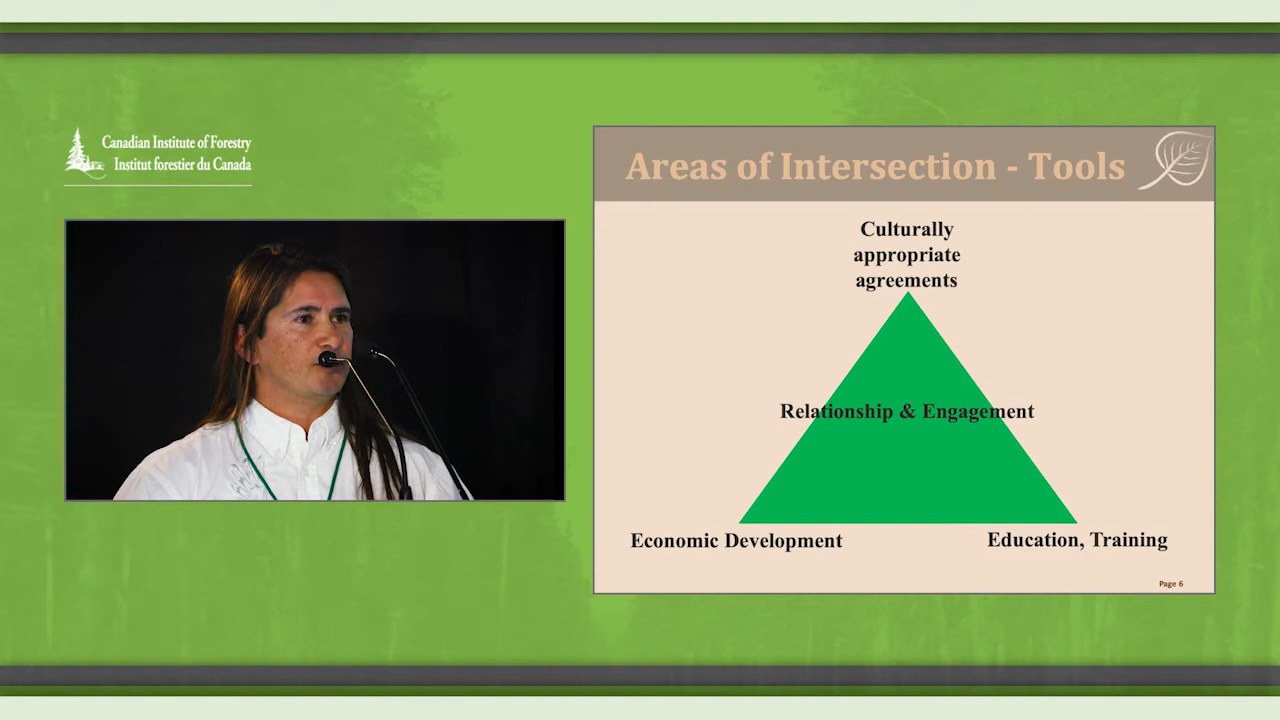 Canadian Institute of Forestry
Institut forestier du Canada
Areas of Intersection - Tools
Culturally
appropriate
agreements
Relationship & Engagement
Economic Development
Education, Training
Page 6